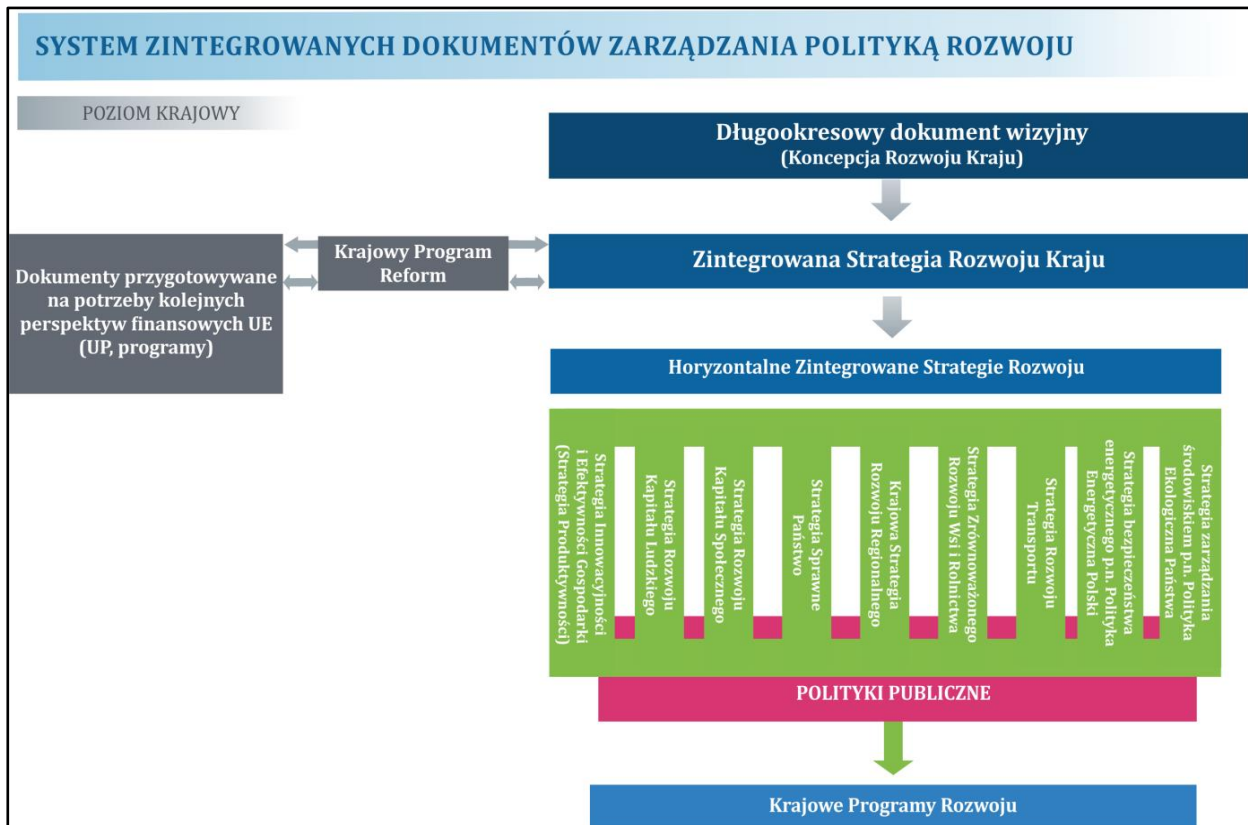 SYSTEM ZINTEGROWANYCH DOKUMENTÓW ZARZĄDZANIA POLITYKĄ ROZWOJU
POZIOM KRAJOWY
Długookresowy dokument wizyjny
(Koncepcja Rozwoju Kraju)
Dokumenty przygotowywane
na potrzeby kolejnych
perspektyw finansowych UE
(UP, programy)
Krajowy Program
Reform
Zintegrowana Strategia Rozwoju Kraju
Horyzontalne Zintegrowane Strategie Rozwoju
Strategia Innowacyjności
i Efektywności Gospodarki
(Strategia Produktywności)
Strategia Rozwoju
Kapitału Ludzkiego
Strategia Rozwoju
Kapitału Społecznego
Strategia Sprawne
Państwo
Krajowa Strategia
Rozwoju Regionalnego
Strategia Zrównoważonego
Rozwoju Wsi i Rolnictwa
Strategia Rozwoju
Transportu
Strategia bezpieczeństwa
energetycznego p.n. Polityka
Energetyczna Polski
Strategia zarządzania
środowiskiem p.n. Polityka
Ekologiczna Państwa
POLITYKI PUBLICZNE
Krajowe Programy Rozwoju